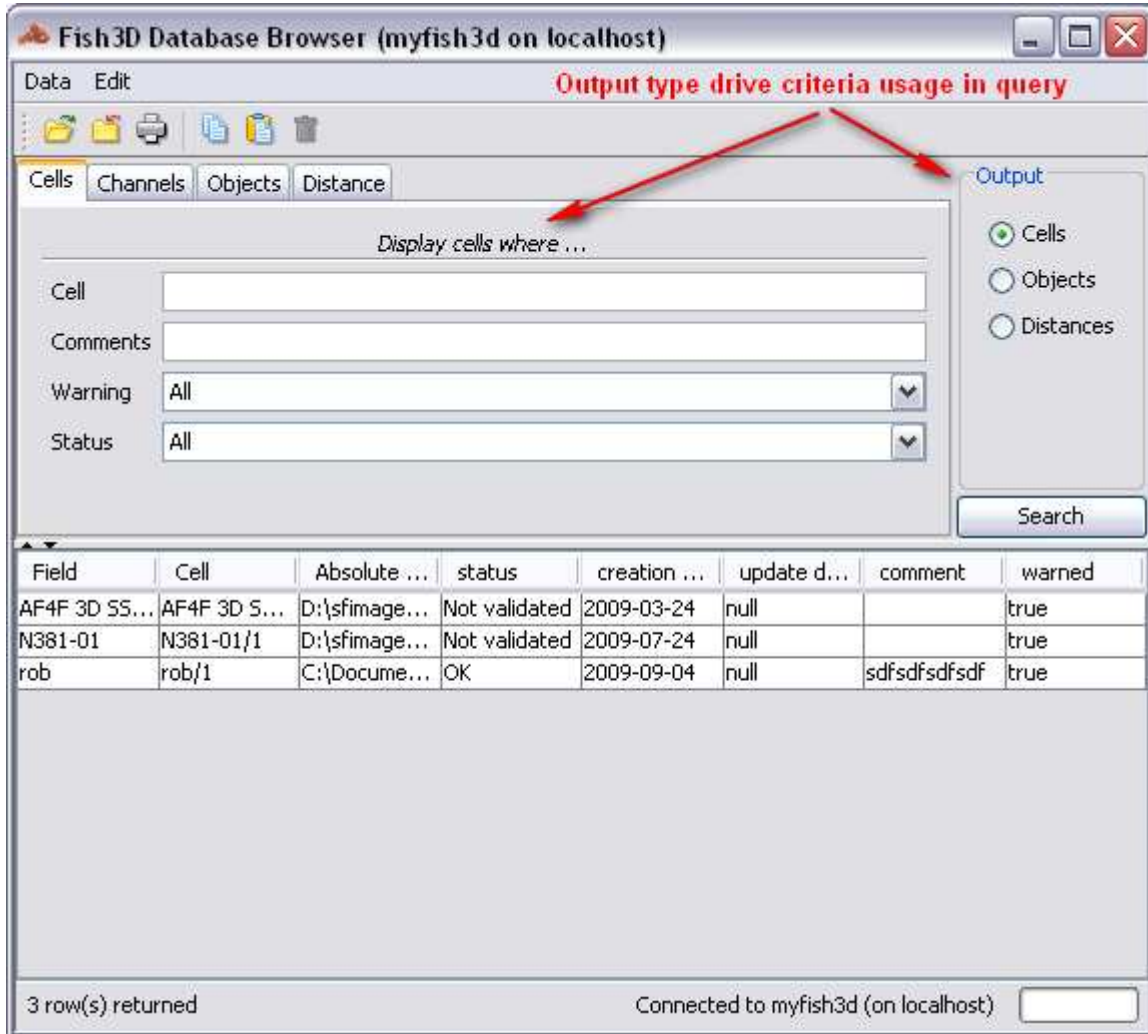 Fish3D Database Browser (myfish3d on localhost)
Data Edit
Output type drive criteria usage in query
Cells Channels Objects Distance
Output
Display cells where ...
Cells
Cell
Objects
Comments
Distances
Warning All
Status All
Search
Field Cell Absolute ... status creation ... update d... comment warned
AF4F 3D SS... AF4F 3D S... D:\sfimage... Not validated 2009-03-24 null true
N381-01 N381-01/1 D:\sfimage... Not validated 2009-07-24 null true
rob rob/1 C:\Docume... OK 2009-09-04 null sdfsdfsdfsdf true
3 row(s) returned Connected to myfish3d (on localhost)